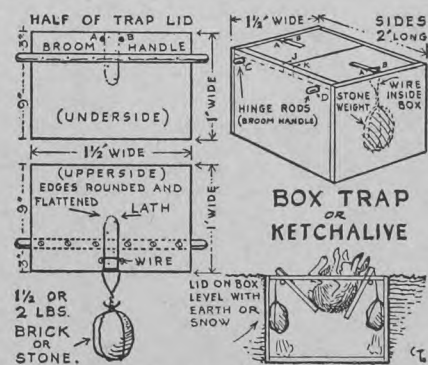 HALF OF TRAP LID
3"
A B
BROOM HANDLE
9"
(UNDERSIDE)
1' WIDE
1½' WIDE
(UPPERSIDE)
EDGES ROUNDED AND
FLATTENED
LATH
9"
1' WIDE
3"
WIRE
1½ OR
2 LBS.
BRICK
OR
STONE.
1½' WIDE
SIDES
2' LONG
A B
J
K
C
D
A B
HINGE RODS
(BROOM HANDLE)
STONE
WEIGHT
WIRE
INSIDE
BOX
BOX TRAP
OR
KETCHALIVE
LID ON BOX
LEVEL WITH
EARTH OR
SNOW